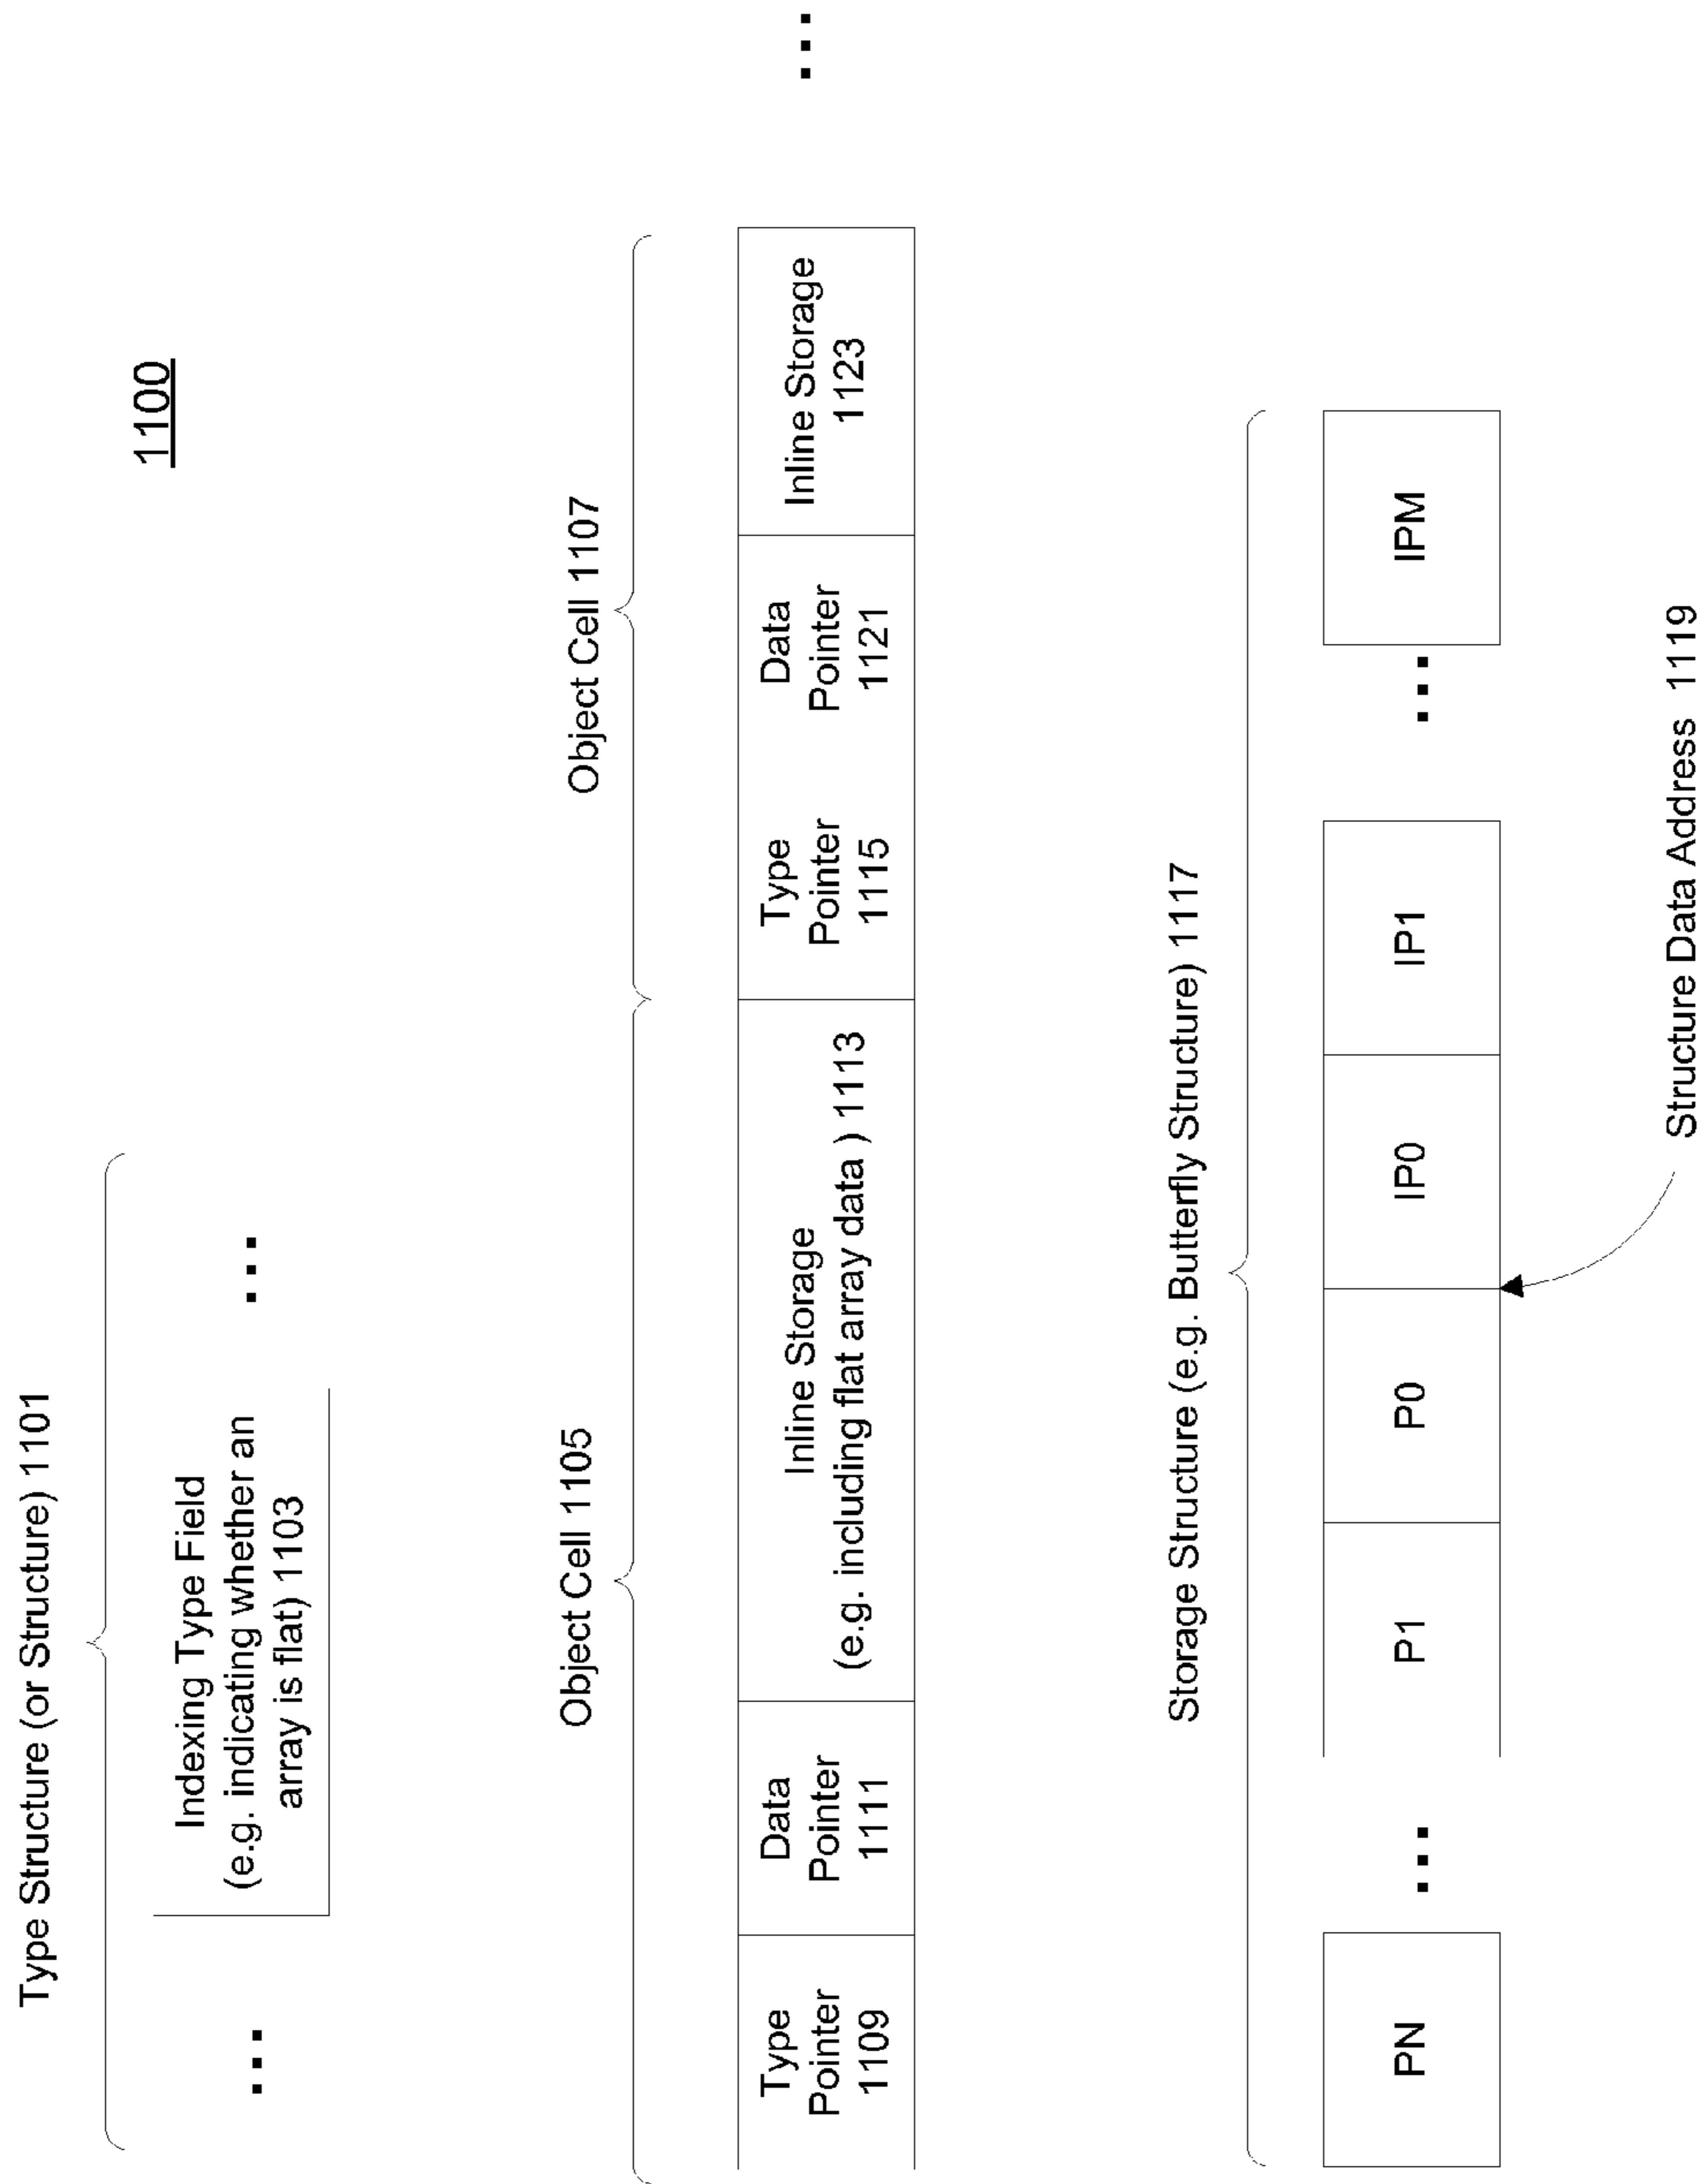 1100
Type Structure (or Structure) 1101
...
Indexing Type Field
(e.g. indicating whether an
array is flat) 1103
...
Object Cell 1105
Object Cell 1107
Type
Pointer
1109
Data
Pointer
1111
Inline Storage
(e.g. including flat array data ) 1113
Type
Pointer
1115
Data
Pointer
1121
Inline Storage
1123
...
Storage Structure (e.g. Butterfly Structure) 1117
PN
...
P1
P0
IP0
IP1
...
IPM
Structure Data Address 1119